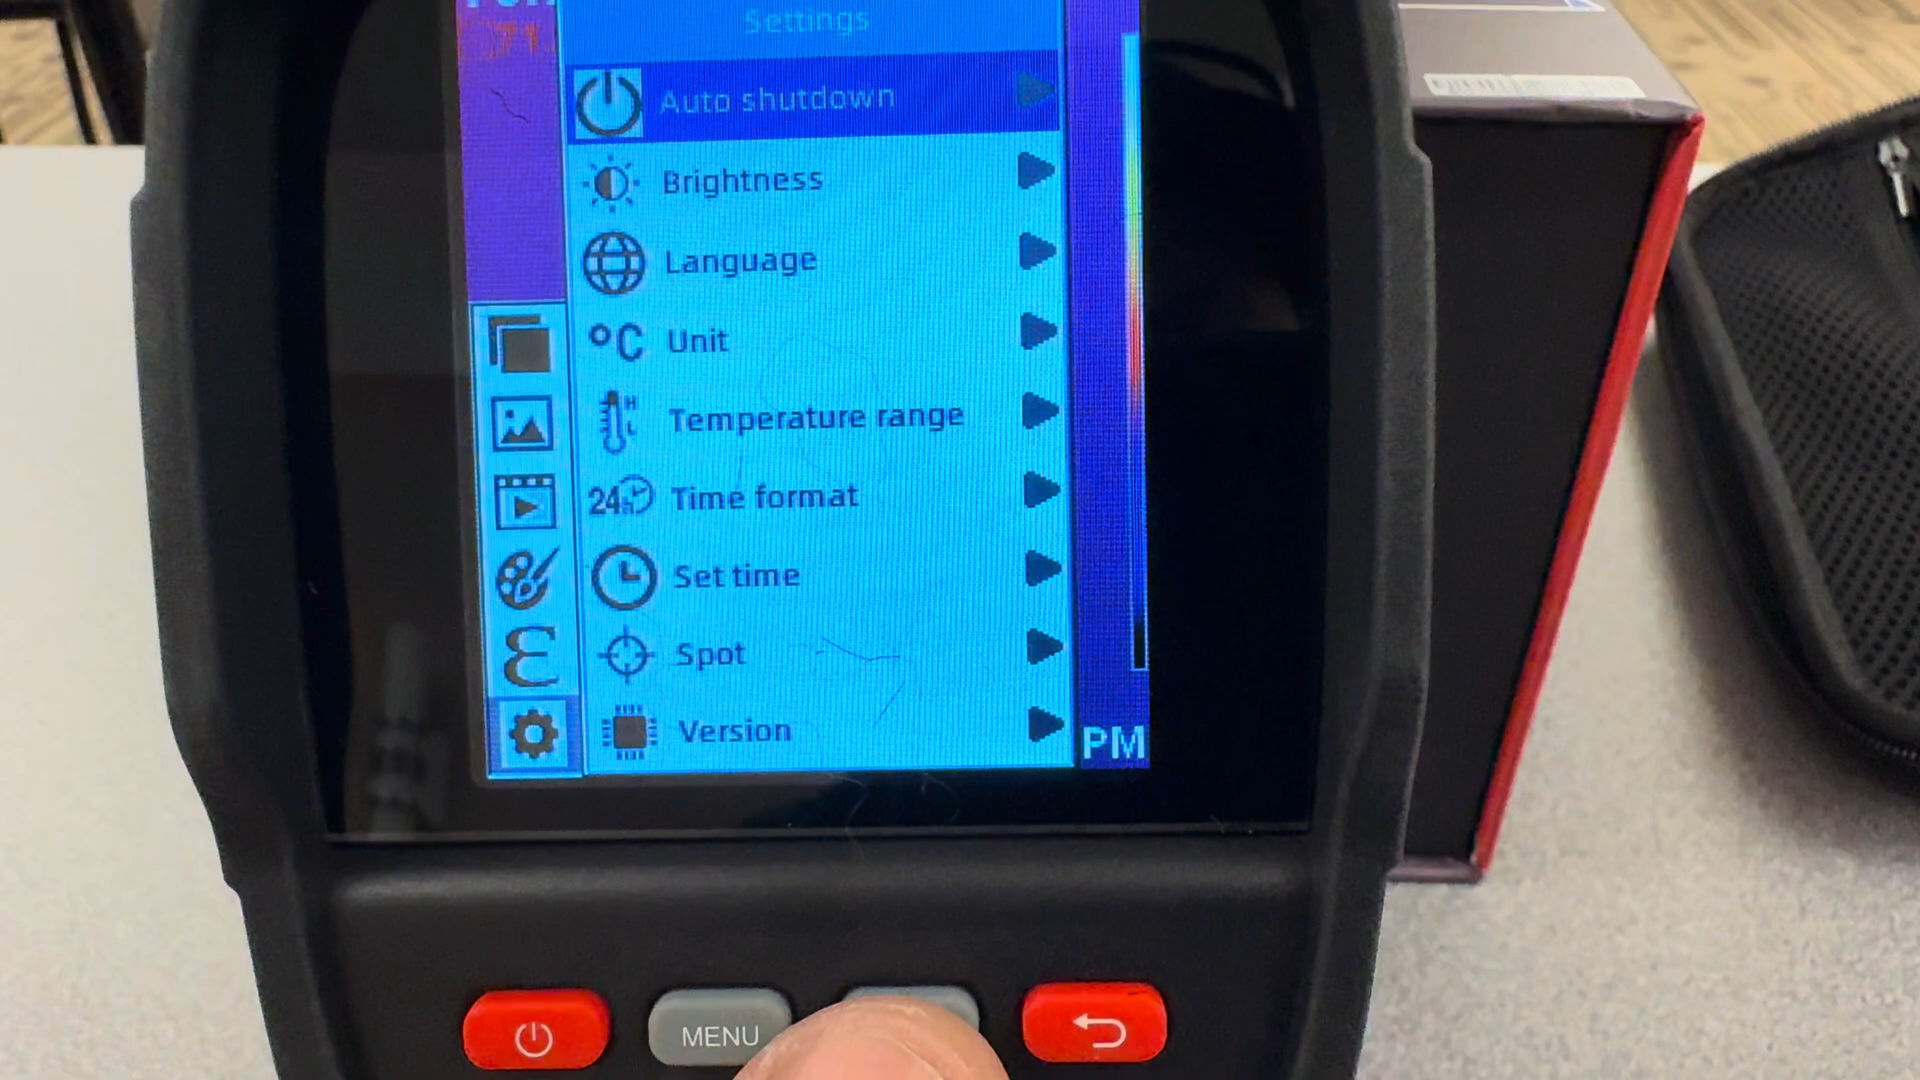 Settings
Auto shutdown
Brightness
Language
°C Unit
Temperature range
24h Time format
Set time
ε
Spot
Version
PM
MENU